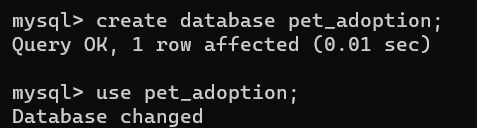 mysql> create database pet_adoption;
Query OK, 1 row affected (0.01 sec)
mysql> use pet_adoption;
Database changed